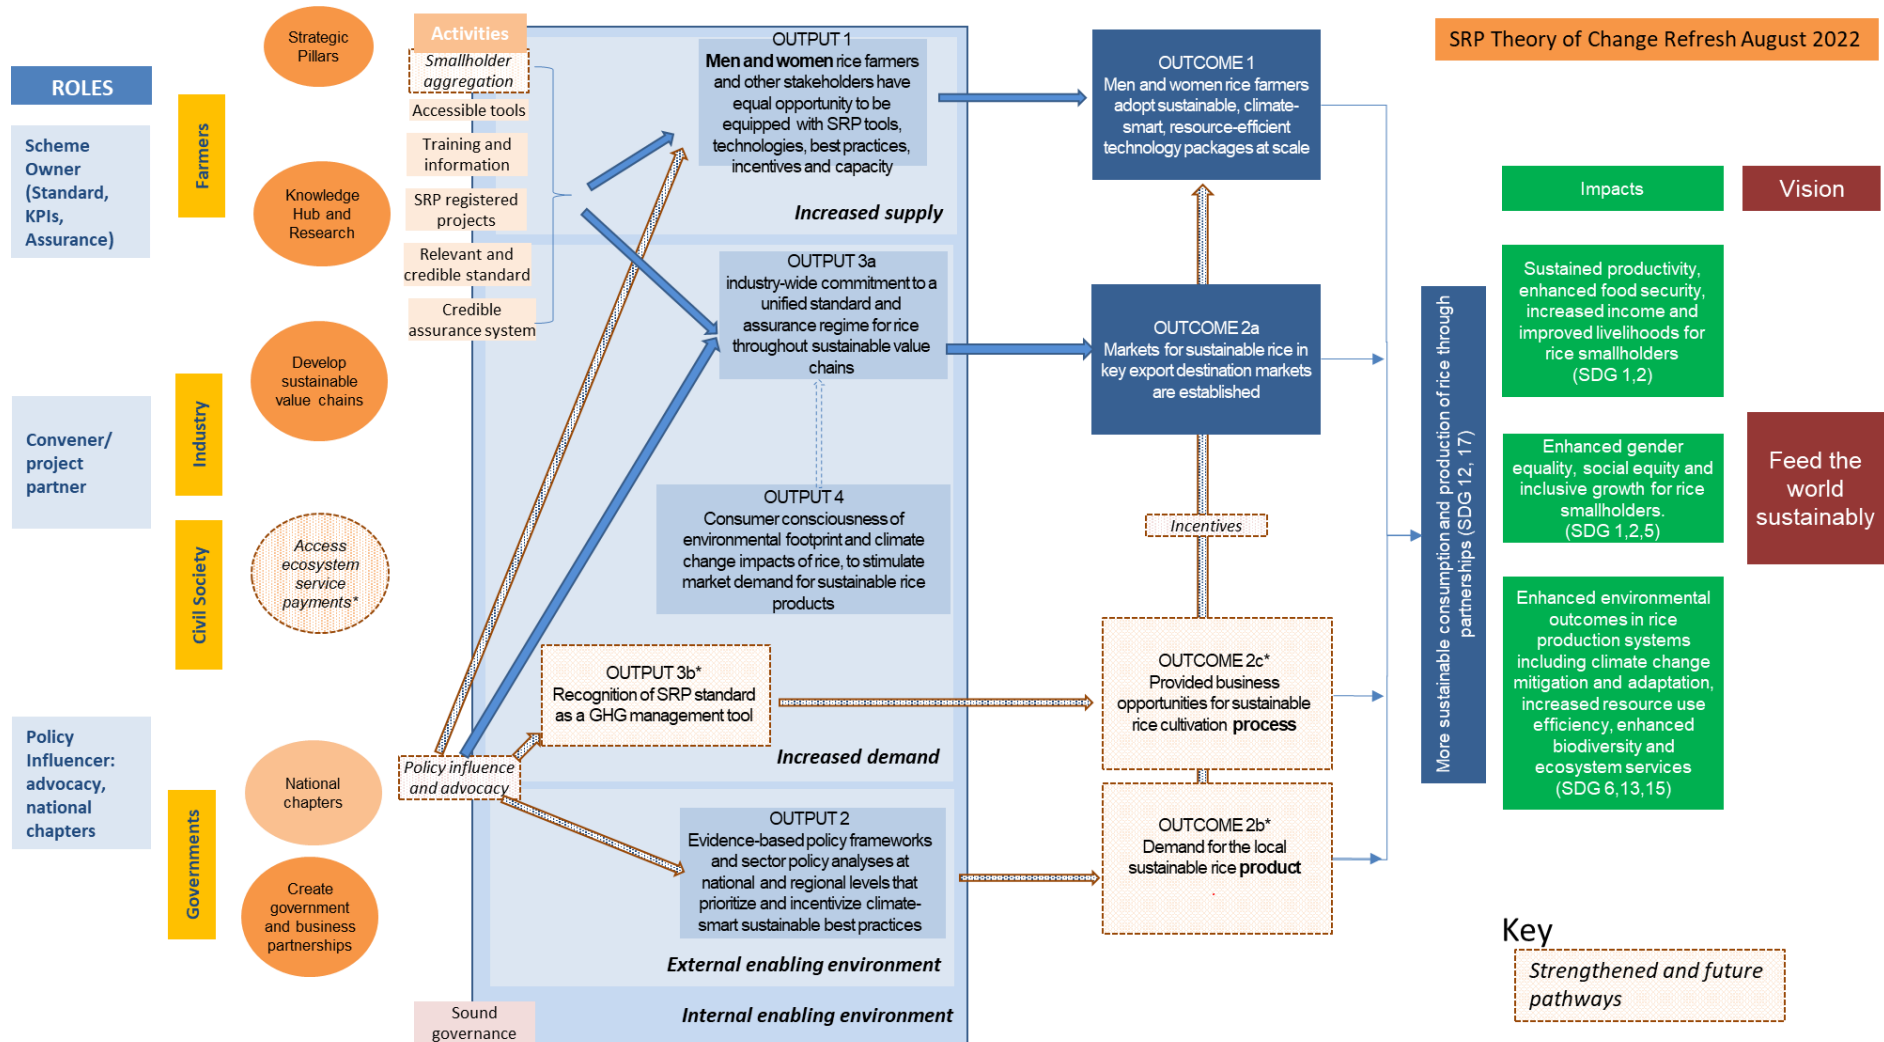 SRP Theory of Change Refresh August 2022
ROLES
Scheme
Owner
(Standard,
KPIs,
Assurance)
Convener/
project
partner
Policy
Influencer:
advocacy,
national
chapters
Farmers
Industry
Civil Society
Governments
Strategic
Pillars
Knowledge
Hub and
Research
Develop
sustainable
value chains
Access
ecosystem
service
payments*
National
chapters
Create
government
and business
partnerships
Activities
Smallholder
aggregation
Accessible tools
Training and
information
SRP registered
projects
Relevant and
credible standard
Credible
assurance system
Policy influence
and advocacy
Sound
governance
OUTPUT 1
Men and women rice farmers
and other stakeholders have
equal opportunity to be
equipped with SRP tools,
technologies, best practices,
incentives and capacity
Increased supply
OUTPUT 3a
industry-wide commitment to a
unified standard and
assurance regime for rice
throughout sustainable value
chains
OUTPUT 4
Consumer consciousness of
environmental footprint and climate
change impacts of rice, to stimulate
market demand for sustainable rice
products
OUTPUT 3b*
Recognition of SRP standard
as a GHG management tool
Increased demand
OUTPUT 2
Evidence-based policy frameworks
and sector policy analyses at
national and regional levels that
prioritize and incentivize climate-
smart sustainable best practices
External enabling environment
Internal enabling environment
OUTCOME 1
Men and women rice farmers
adopt sustainable, climate-
smart, resource-efficient
technology packages at scale
OUTCOME 2a
Markets for sustainable rice in
key export destination markets
are established
Incentives
OUTCOME 2c*
Provided business
opportunities for sustainable
rice cultivation process
OUTCOME 2b*
Demand for the local
sustainable rice product
.
More sustainable consumption and production of rice through
partnerships (SDG 12, 17)
Impacts
Sustained productivity,
enhanced food security,
increased income and
improved livelihoods for
rice smallholders
(SDG 1,2)
Enhanced gender
equality, social equity and
inclusive growth for rice
smallholders.
(SDG 1,2,5)
Enhanced environmental
outcomes in rice
production systems
including climate change
mitigation and adaptation,
increased resource use
efficiency, enhanced
biodiversity and
ecosystem services
(SDG 6,13,15)
Vision
Feed the
world
sustainably
Key
Strengthened and future
pathways